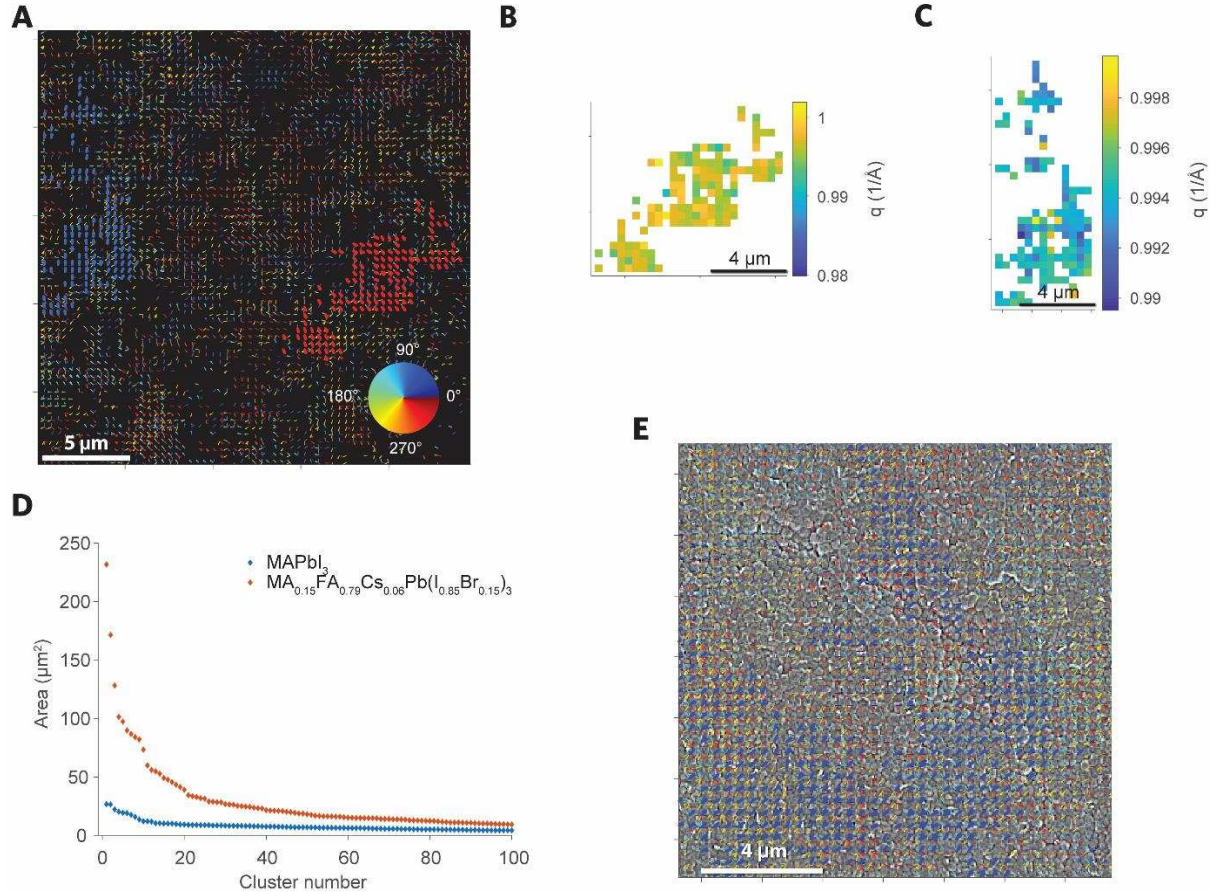 A
90°
180°
0°
270°
5 µm
B
1
0.99
0.98
q (1/Å)
4 µm
C
0.998
0.996
0.994
0.992
0.99
q (1/Å)
4 µm
D
250
200
150
100
50
0
Area (µm²)
MAPbI₃
MA₀.₁₅FA₀.₇₉Cs₀.₀₆Pb(I₀.₈₅Br₀.₁₅)₃
0 20 40 60 80 100
Cluster number
E
4 µm